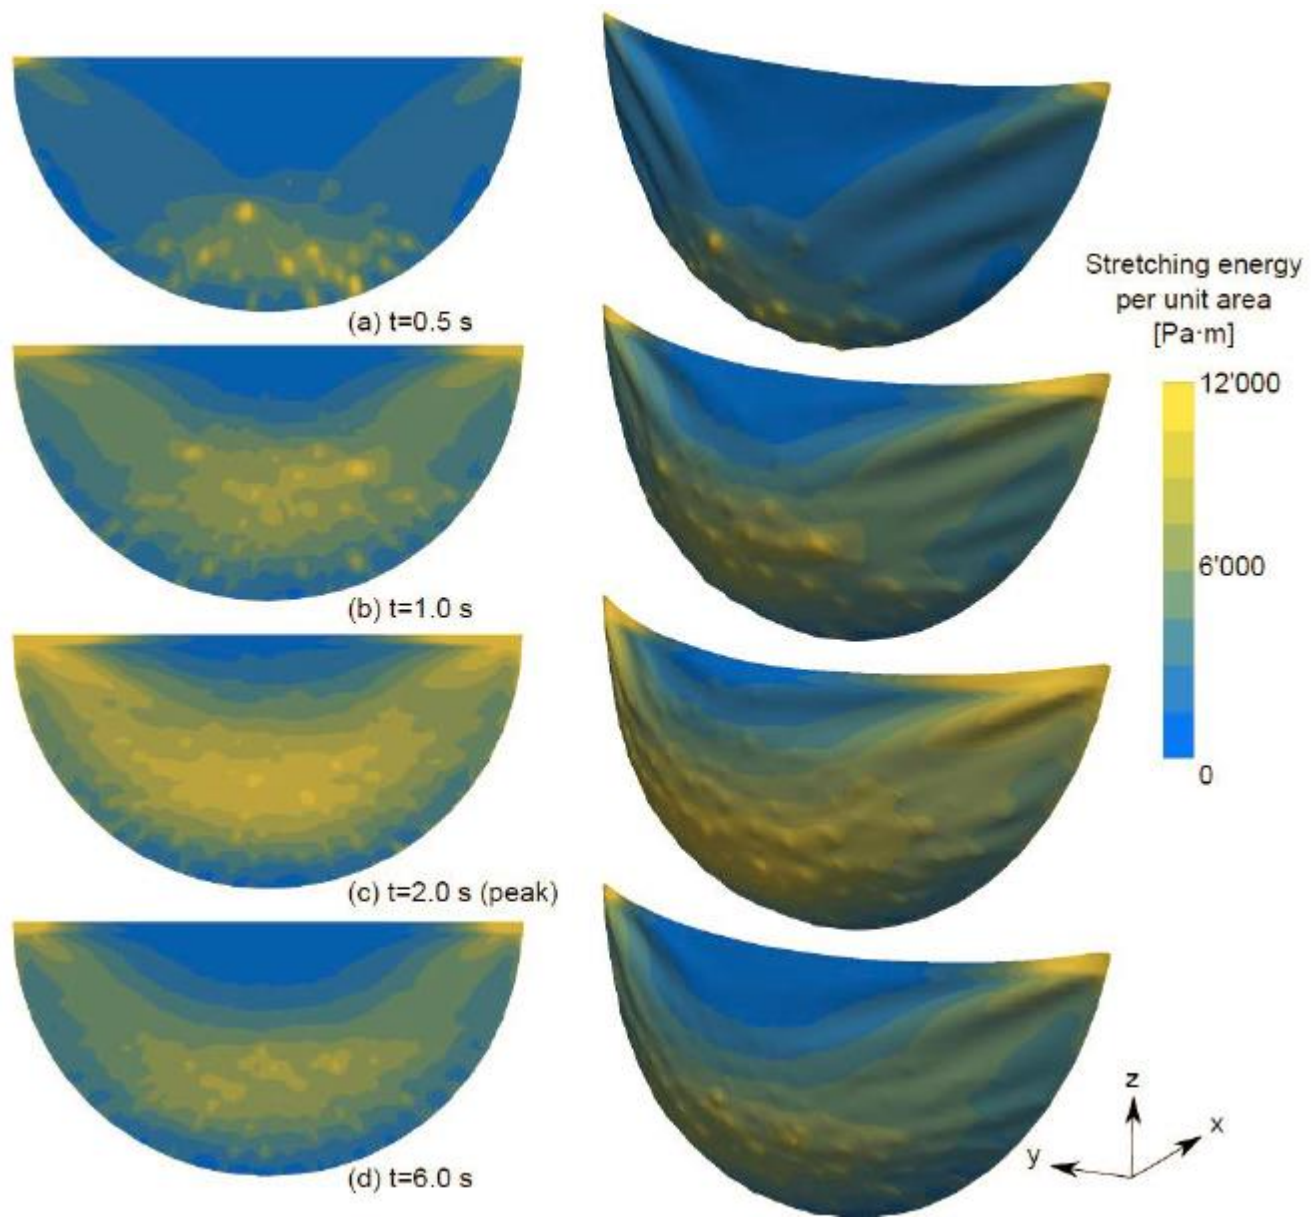 (a) t=0.5 s
Stretching energy
per unit area
[Pa·m]
12'000
(b) t=1.0 s
6'000
0
(c) t=2.0 s (peak)
(d) t=6.0 s
z
x
y